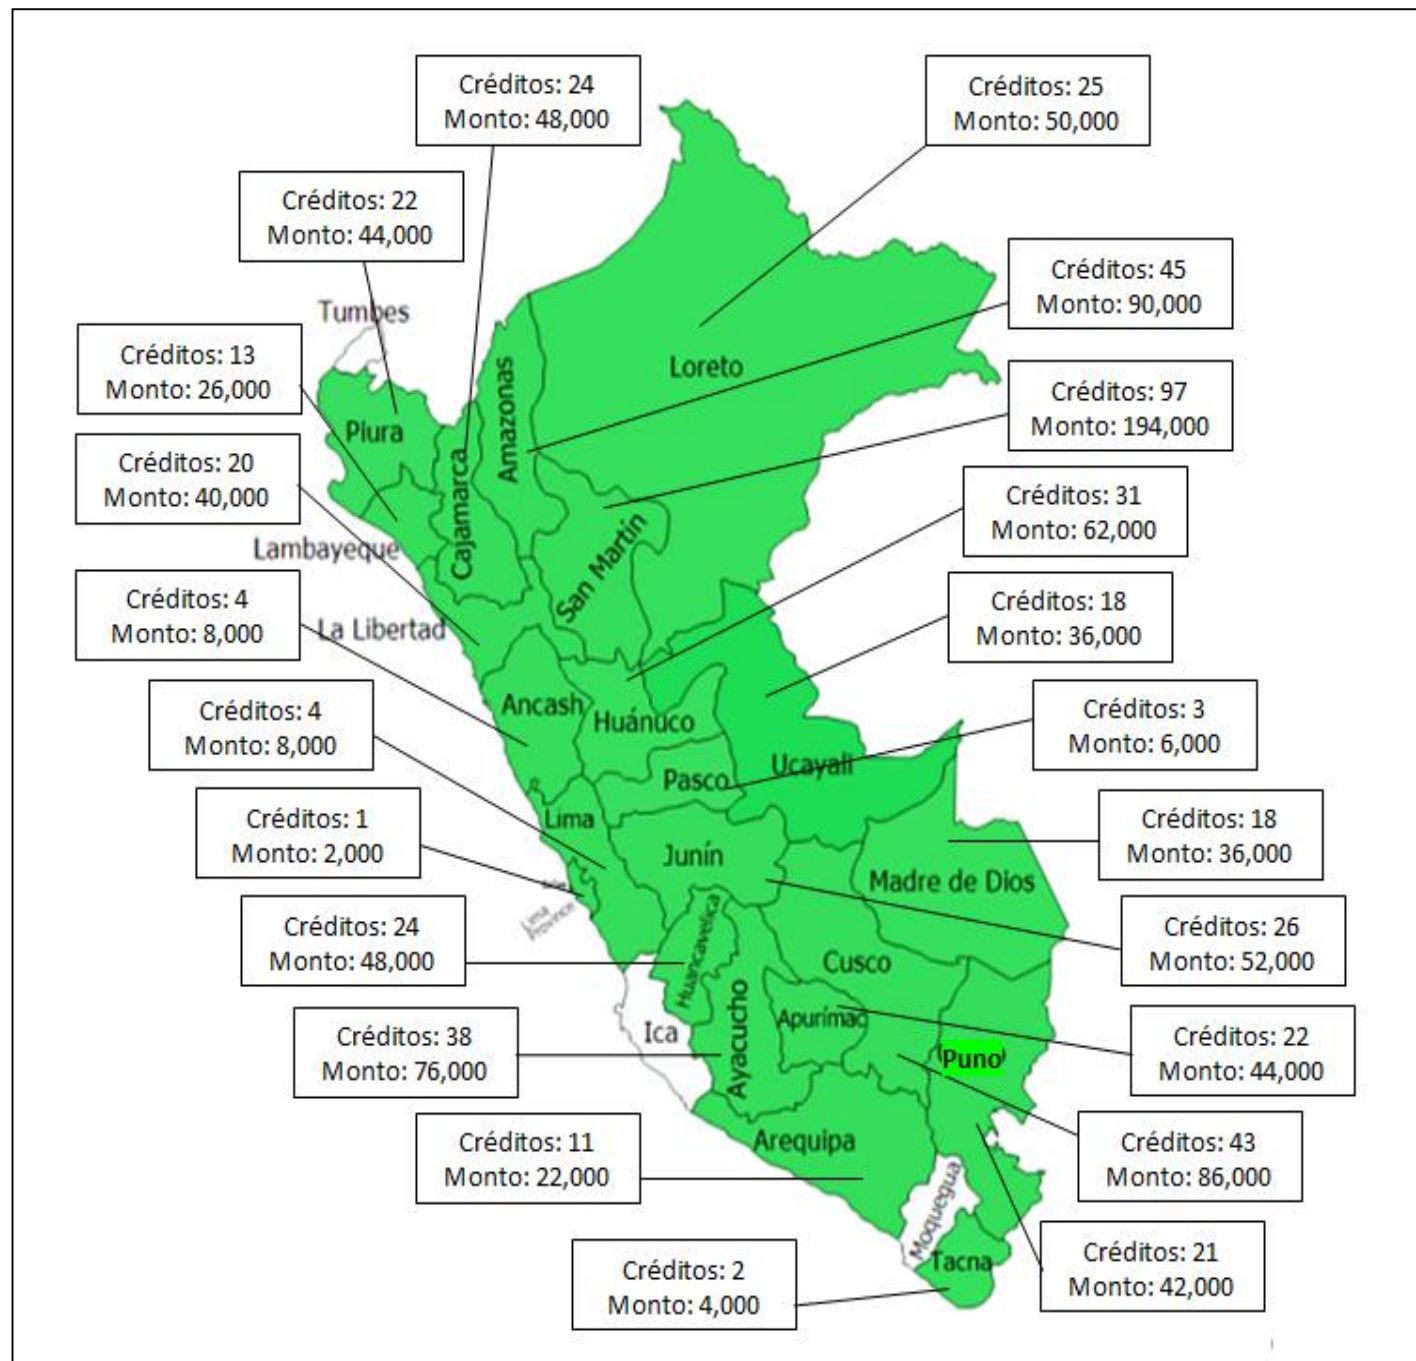 Créditos: 24
Monto: 48,000
Créditos: 25
Monto: 50,000
Créditos: 22
Monto: 44,000
Créditos: 45
Monto: 90,000
Tumbes
Créditos: 13
Monto: 26,000
Loreto
Amazonas
Créditos: 97
Monto: 194,000
Piura
Créditos: 20
Monto: 40,000
Cajamarca
Créditos: 31
Monto: 62,000
Lambayeque
San Martín
Créditos: 4
Monto: 8,000
La Libertad
Créditos: 18
Monto: 36,000
Ancash
Huánuco
Créditos: 4
Monto: 8,000
Créditos: 3
Monto: 6,000
Pasco
Ucayali
Créditos: 1
Monto: 2,000
Lima
Junín
Créditos: 18
Monto: 36,000
Madre de Dios
Lima
Province
Créditos: 24
Monto: 48,000
Huancavelica
Cusco
Créditos: 26
Monto: 52,000
Créditos: 38
Monto: 76,000
Ica
Ayacucho
Apurímac
Puno
Créditos: 22
Monto: 44,000
Créditos: 11
Monto: 22,000
Arequipa
Créditos: 43
Monto: 86,000
Moquegua
Créditos: 2
Monto: 4,000
Tacna
Créditos: 21
Monto: 42,000